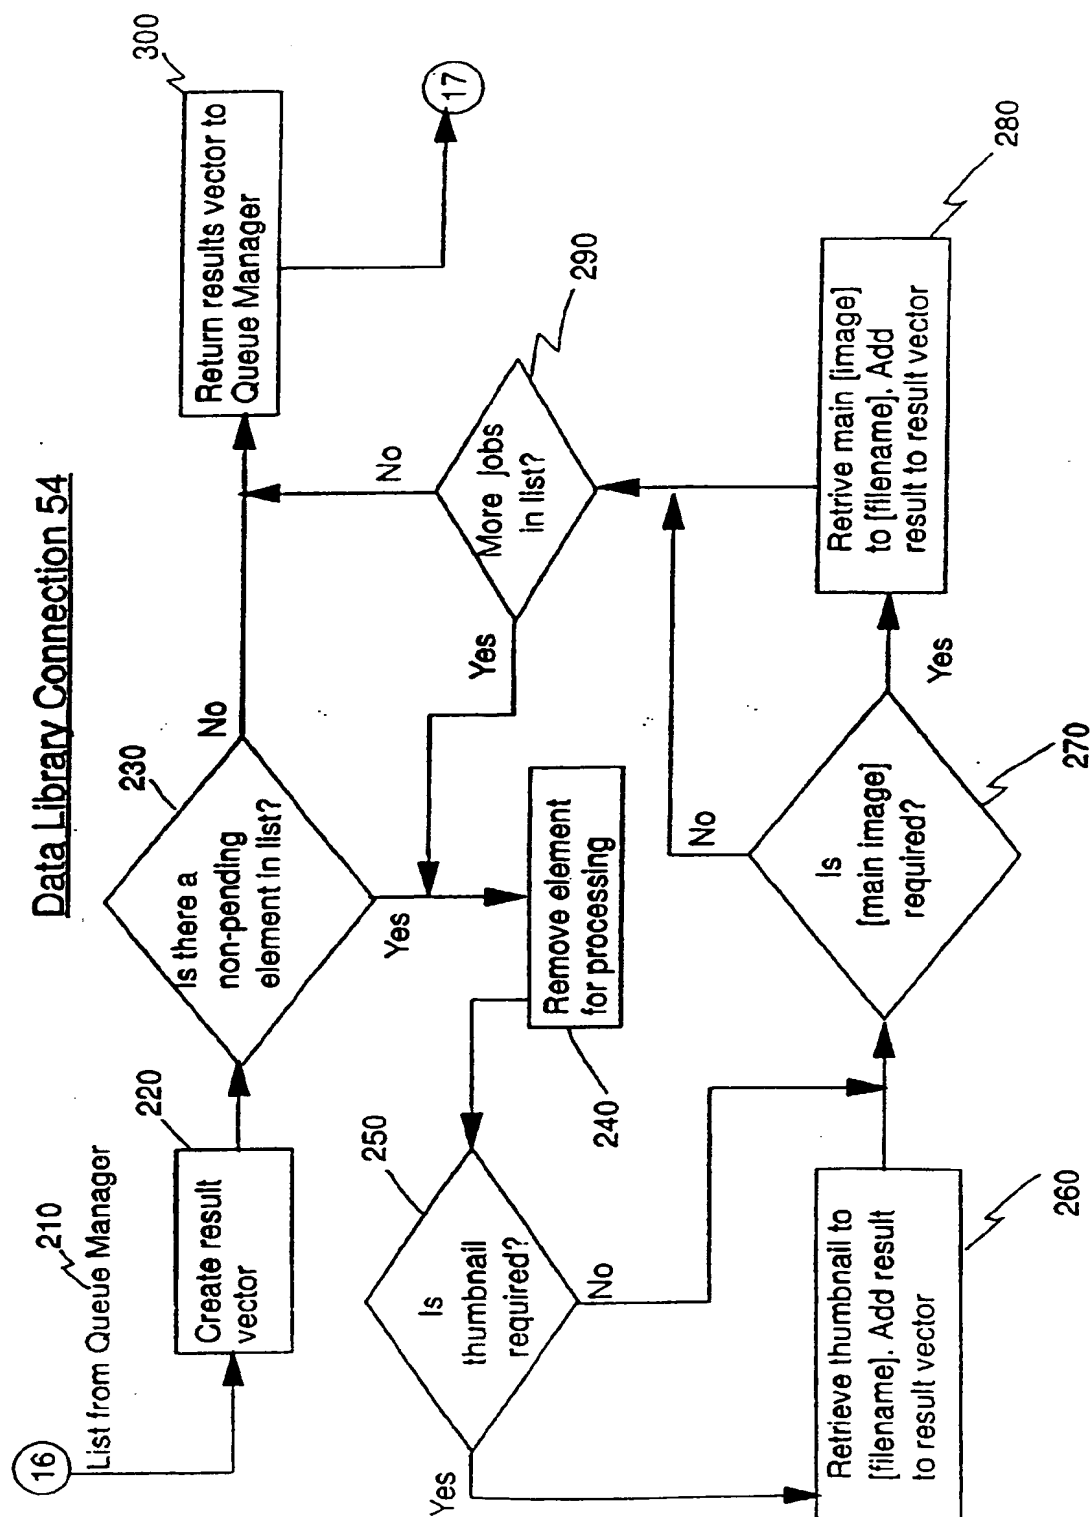 Data Library Connection 54
16
List from Queue Manager
210
220
Create result
vector
230
Is there a
non-pending
element in list?
No
Yes
300
Return results vector to
Queue Manager
17
240
Remove element
for processing
250
Is
thumbnail
required?
Yes
No
260
Retrieve thumbnail to
[filename]. Add result
to result vector
270
Is
[main image]
required?
No
Yes
280
Retrive main [image]
to [filename]. Add
result to result vector
290
More Jobs
in list?
Yes
No